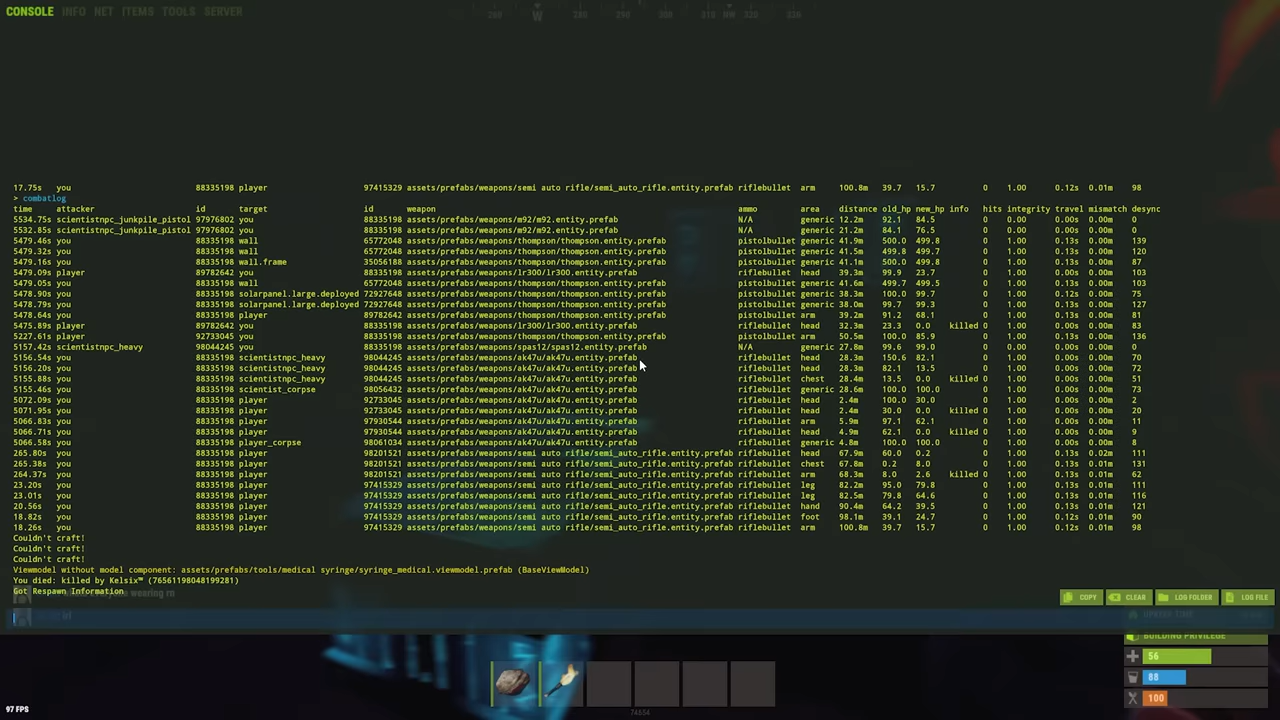 CONSOLE INFO NET ITEMS TOOLS SERVER
260 W 280 290 300 310 NW 320 330
17.75s you 88335198 player 97415329 assets/prefabs/weapons/semi auto rifle/semi_auto_rifle.entity.prefab riflebullet arm 100.8m 39.7 15.7 0 1.00 0.12s 0.01m 98
> combatlog
time attacker id target id weapon ammo area distance old_hp new_hp info hits integrity travel mismatch desync
5534.75s scientistnpc_junkpile_pistol 97976802 you 88335198 assets/prefabs/weapons/m92/m92.entity.prefab N/A generic 12.2m 92.1 84.5 0 1.00 0.00s 0.00m 0
5532.85s scientistnpc_junkpile_pistol 97976802 you 88335198 assets/prefabs/weapons/m92/m92.entity.prefab N/A generic 21.2m 84.1 76.5 0 1.00 0.00s 0.00m 0
5479.46s you 88335198 wall 65772048 assets/prefabs/weapons/thompson/thompson.entity.prefab pistolbullet generic 41.9m 500.0 499.8 0 1.00 0.13s 0.00m 139
5479.32s you 88335198 wall 65772048 assets/prefabs/weapons/thompson/thompson.entity.prefab pistolbullet generic 41.5m 499.8 499.7 0 1.00 0.13s 0.00m 120
5479.16s you 88335198 wall.frame 35056188 assets/prefabs/weapons/thompson/thompson.entity.prefab pistolbullet generic 41.1m 500.0 499.8 0 1.00 0.13s 0.00m 87
5479.09s player 89782642 you 88335198 assets/prefabs/weapons/lr300/lr300.entity.prefab riflebullet head 39.3m 99.9 23.7 0 1.00 0.00s 0.00m 103
5479.05s you 88335198 wall 65772048 assets/prefabs/weapons/thompson/thompson.entity.prefab pistolbullet generic 41.6m 499.7 499.5 0 1.00 0.13s 0.00m 103
5478.90s you 88335198 solarpanel.large.deployed 72927648 assets/prefabs/weapons/thompson/thompson.entity.prefab pistolbullet generic 38.3m 100.0 99.7 0 1.00 0.12s 0.00m 75
5478.79s you 88335198 solarpanel.large.deployed 72927648 assets/prefabs/weapons/thompson/thompson.entity.prefab pistolbullet generic 38.0m 99.7 99.3 0 1.00 0.13s 0.00m 127
5478.64s you 88335198 player 89782642 assets/prefabs/weapons/thompson/thompson.entity.prefab pistolbullet arm 39.2m 91.2 68.1 0 1.00 0.13s 0.00m 81
5475.89s player 89782642 you 88335198 assets/prefabs/weapons/lr300/lr300.entity.prefab riflebullet head 32.3m 23.3 0.0 killed 0 1.00 0.00s 0.00m 83
5227.61s player 92733045 you 88335198 assets/prefabs/weapons/thompson/thompson.entity.prefab pistolbullet arm 50.5m 100.0 85.9 0 1.00 0.00s 0.00m 136
5157.42s scientistnpc_heavy 98044245 you 88335198 assets/prefabs/weapons/spas12/spas12.entity.prefab N/A generic 27.8m 99.6 99.0 0 1.00 0.00s 0.00m 0
5156.54s you 88335198 scientistnpc_heavy 98044245 assets/prefabs/weapons/ak47u/ak47u.entity.prefab riflebullet head 28.3m 150.6 82.1 0 1.00 0.00s 0.00m 70
5156.20s you 88335198 scientistnpc_heavy 98044245 assets/prefabs/weapons/ak47u/ak47u.entity.prefab riflebullet head 28.3m 82.1 13.5 0 1.00 0.00s 0.00m 70
5155.88s you 88335198 scientistnpc_heavy 98044245 assets/prefabs/weapons/ak47u/ak47u.entity.prefab riflebullet chest 28.4m 13.5 0.0 killed 0 1.00 0.00s 0.01m 51
5155.46s you 88335198 scientist_corpse 98056432 assets/prefabs/weapons/ak47u/ak47u.entity.prefab riflebullet generic 28.6m 100.0 100.0 0 1.00 0.00s 0.00m 73
5072.09s you 88335198 player 92733045 assets/prefabs/weapons/ak47u/ak47u.entity.prefab riflebullet head 2.4m 100.0 30.0 0 1.00 0.00s 0.00m 2
5071.95s you 88335198 player 92733045 assets/prefabs/weapons/ak47u/ak47u.entity.prefab riflebullet head 2.4m 30.0 0.0 killed 0 1.00 0.00s 0.01m 20
5066.83s you 88335198 player 97930544 assets/prefabs/weapons/ak47u/ak47u.entity.prefab riflebullet arm 5.9m 97.1 62.1 0 1.00 0.00s 0.01m 11
5066.71s you 88335198 player 97930544 assets/prefabs/weapons/ak47u/ak47u.entity.prefab riflebullet head 4.9m 62.1 0.0 killed 0 1.00 0.00s 0.01m 9
5066.58s you 88335198 player_corpse 98061034 assets/prefabs/weapons/ak47u/ak47u.entity.prefab riflebullet generic 4.8m 100.0 100.0 0 1.00 0.00s 0.00m 8
265.80s you 88335198 player 98201521 assets/prefabs/weapons/semi auto rifle/semi_auto_rifle.entity.prefab riflebullet head 67.9m 60.0 0.2 0 1.00 0.13s 0.02m 111
265.38s you 88335198 player 98201521 assets/prefabs/weapons/semi auto rifle/semi_auto_rifle.entity.prefab riflebullet chest 67.8m 0.2 8.0 0 1.00 0.13s 0.01m 131
264.37s you 88335198 player 98201521 assets/prefabs/weapons/semi auto rifle/semi_auto_rifle.entity.prefab riflebullet arm 68.3m 8.0 2.6 killed 0 1.00 0.13s 0.01m 62
23.20s you 88335198 player 97415329 assets/prefabs/weapons/semi auto rifle/semi_auto_rifle.entity.prefab riflebullet leg 82.2m 95.0 79.8 0 1.00 0.13s 0.01m 111
23.01s you 88335198 player 97415329 assets/prefabs/weapons/semi auto rifle/semi_auto_rifle.entity.prefab riflebullet leg 82.5m 79.8 64.6 0 1.00 0.13s 0.01m 116
20.56s you 88335198 player 97415329 assets/prefabs/weapons/semi auto rifle/semi_auto_rifle.entity.prefab riflebullet hand 90.4m 64.2 39.5 0 1.00 0.13s 0.01m 121
18.82s you 88335198 player 97415329 assets/prefabs/weapons/semi auto rifle/semi_auto_rifle.entity.prefab riflebullet foot 98.1m 39.1 24.7 0 1.00 0.12s 0.01m 90
18.26s you 88335198 player 97415329 assets/prefabs/weapons/semi auto rifle/semi_auto_rifle.entity.prefab riflebullet arm 100.8m 39.7 15.7 0 1.00 0.12s 0.01m 98
Couldn't craft!
Couldn't craft!
Couldn't craft!
Viewmodel without model component: assets/prefabs/tools/medical syringe/syringe_medical.viewmodel.prefab (BaseViewModel)
You died: killed by Kelsix™ (76561198048199281)
Got Respawn Information
wearing rn
COPY CLEAR LOG FOLDER LOG FILE
UPKEEP TIME
BUILDING PRIVILEGE
56
88
100
74654
97 FPS